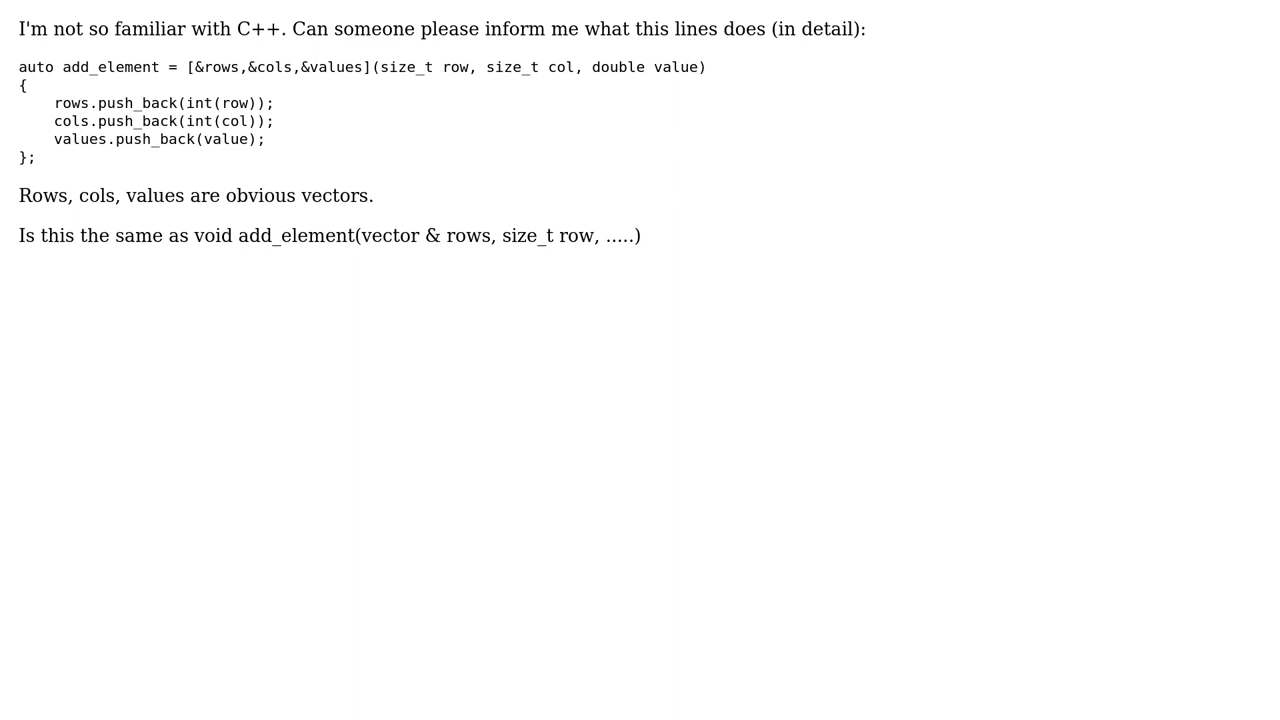 I'm not so familiar with C++. Can someone please inform me what this lines does (in detail):
auto add_element = [&rows,&cols,&values](size_t row, size_t col, double value)
{
    rows.push_back(int(row));
    cols.push_back(int(col));
    values.push_back(value);
};
Rows, cols, values are obvious vectors.
Is this the same as void add_element(vector & rows, size_t row, .....)